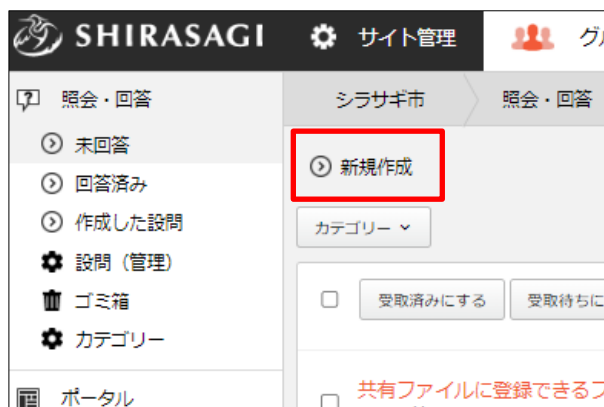 SHIRASAGI
サイト管理
グル
照会・回答
未回答
回答済み
作成した設問
設問（管理）
ゴミ箱
カテゴリー
ポータル
シラサギ市
照会・回答
新規作成
カテゴリー
受取済みにする
受取待ちに
共有ファイルに登録できるフ